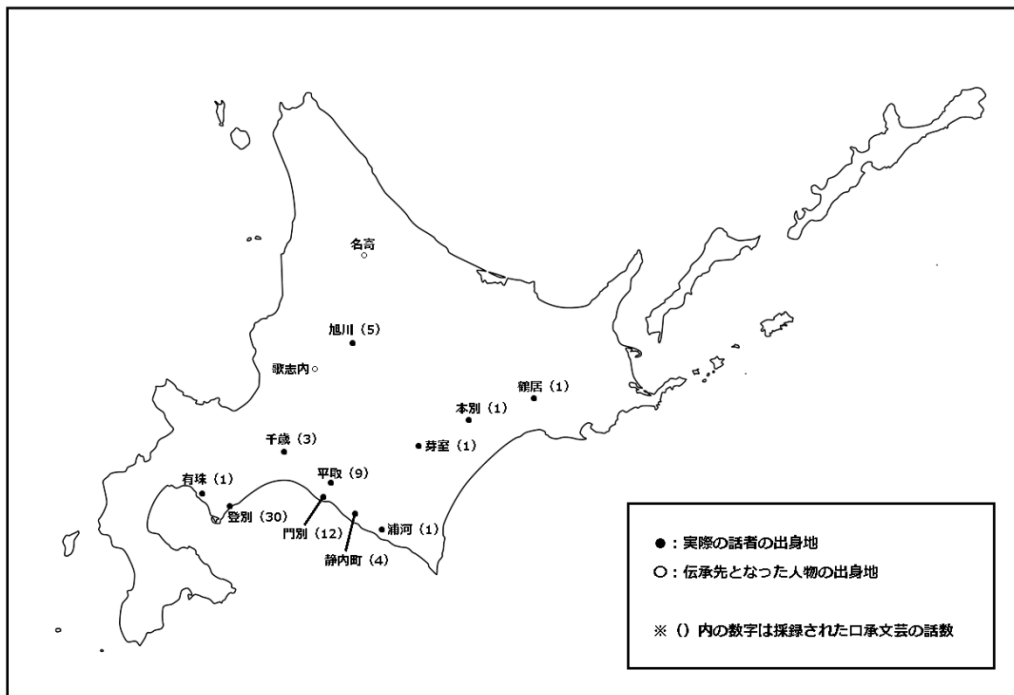 名寄
旭川（5）
歌志内
鶴居（1）
本別（1）
芽室（1）
千歳（3）
平取（9）
有珠（1）
登別（30）
門別（12）
浦河（1）
静内町（4）
●：実際の話者の出身地
○：伝承先となった人物の出身地
※（）内の数字は採録された口承文芸の話数